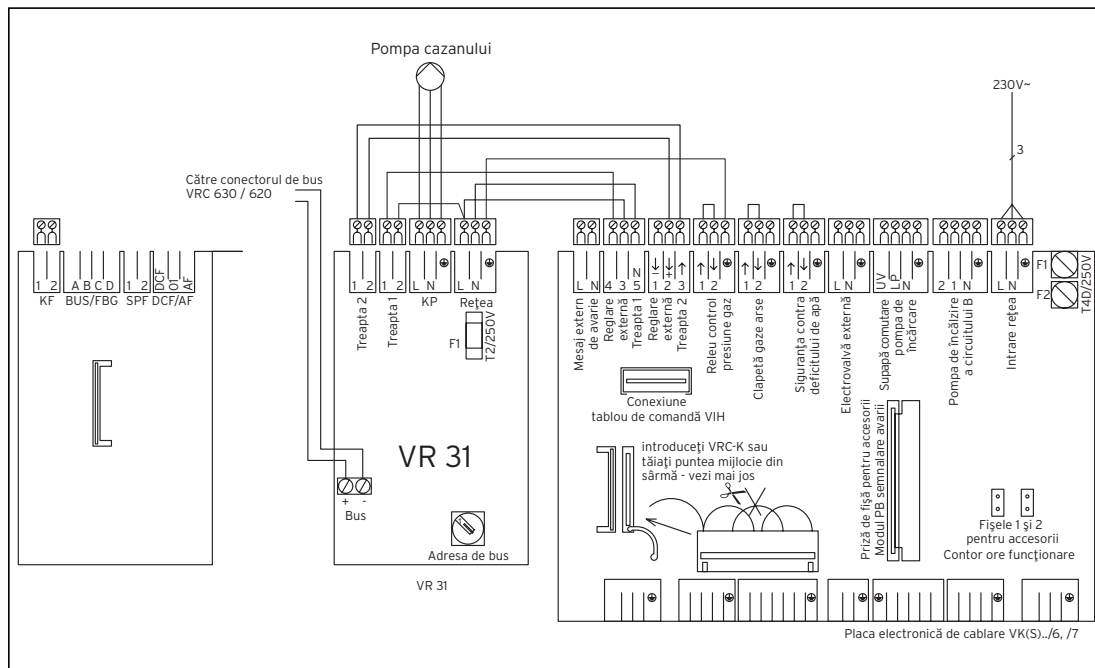 Pompa cazanului
230V~
3
Către conectorul de bus
VRC 630 / 620
1 2
KF
A B C D
BUS/FBG
1 2
SPF
DCF
O1
AF
DCF/AF
1 2
Treapta 2
1 2
Treapta 1
L N
KP
L N
Rețea
F1
T2/250V
VR 31
+ -
Bus
Adresa de bus
VR 31
L N
Mesaj extern
de avarie
4 3 5
N
Reglare
externă
Treapta 1
1 2 3
- +
Reglare
externă
Treapta 2
1 2
Releu control
presiune gaz
1 2
Clapetă gaze arse
1 2
Siguranța contra
deficitului de apă
L N
Electrovalvă externă
UV
LP
N
Supapă comutare
pompa de
încărcare
2 1 N
Pompa de încălzire
a circuitului B
L N
Intrare rețea
F1
F2
T4D/250V
Conexiune
tablou de comandă VIH
introduceți VRC-K sau
tăiați puntea mijlocie din
sârmă - vezi mai jos
Priză de fișă pentru accesorii
Modul PB semnalare avarii
Fișele 1 și 2
pentru accesorii
Contor ore funcționare
Placa electronică de cablare VK(S)../6, /7